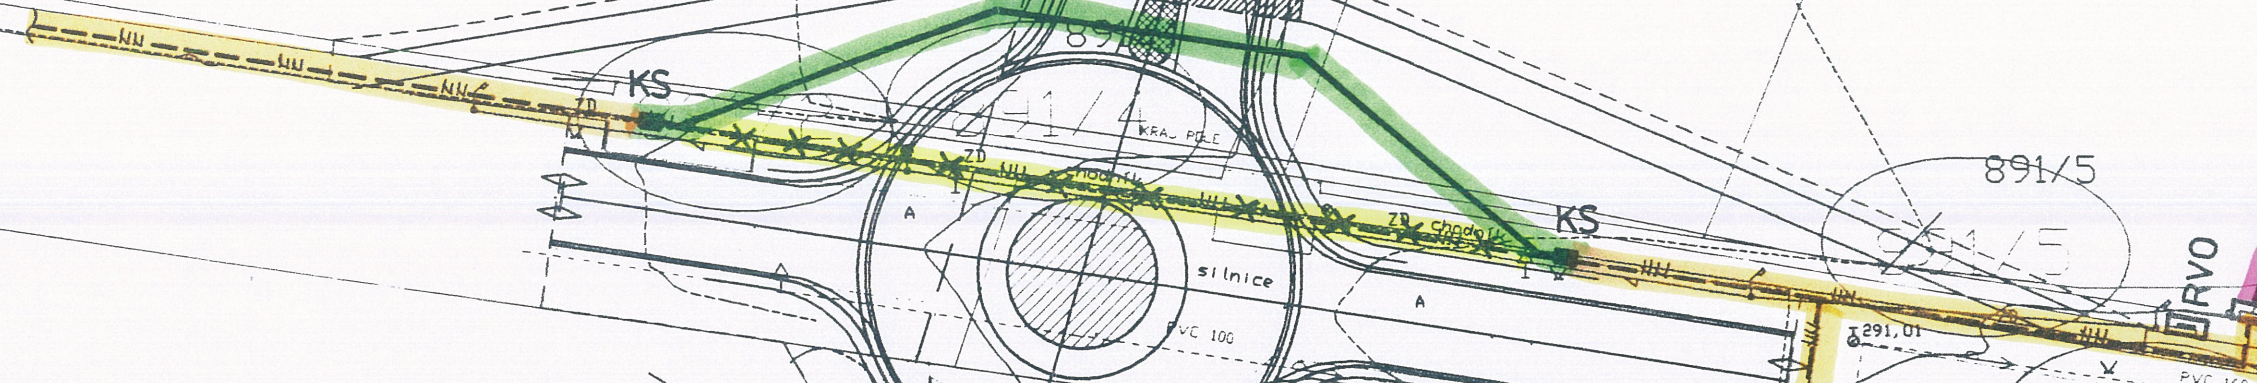 NN
891
NN
KS
NN
ZD
891/4
KRAJ POLE
ZD
NN
chodník
891/5
NN
KS
ZD
chodník
A
891/5
silnice
NN
A
RVO
NN
PVC 100
291,01
NN
NN